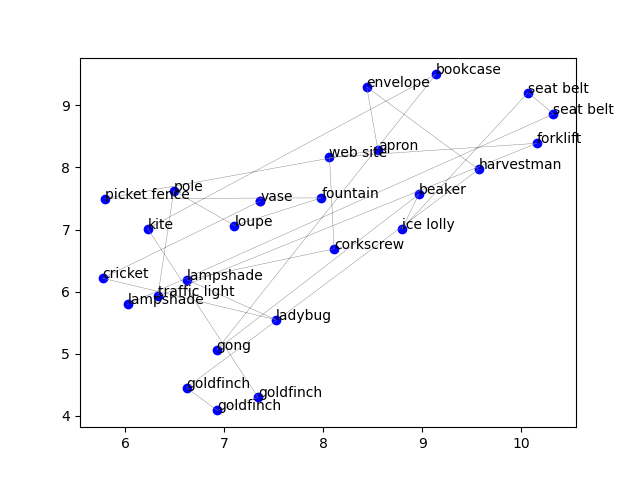 bookcase
envelope
seat belt
seat belt
forklift
apron
web site
harvestman
pole
picket fence
vase
fountain
beaker
kite
loupe
ice lolly
corkscrew
cricket
lampshade
traffic light
lampshade
ladybug
gong
goldfinch
goldfinch
goldfinch
9
8
7
6
5
4
6 7 8 9 10